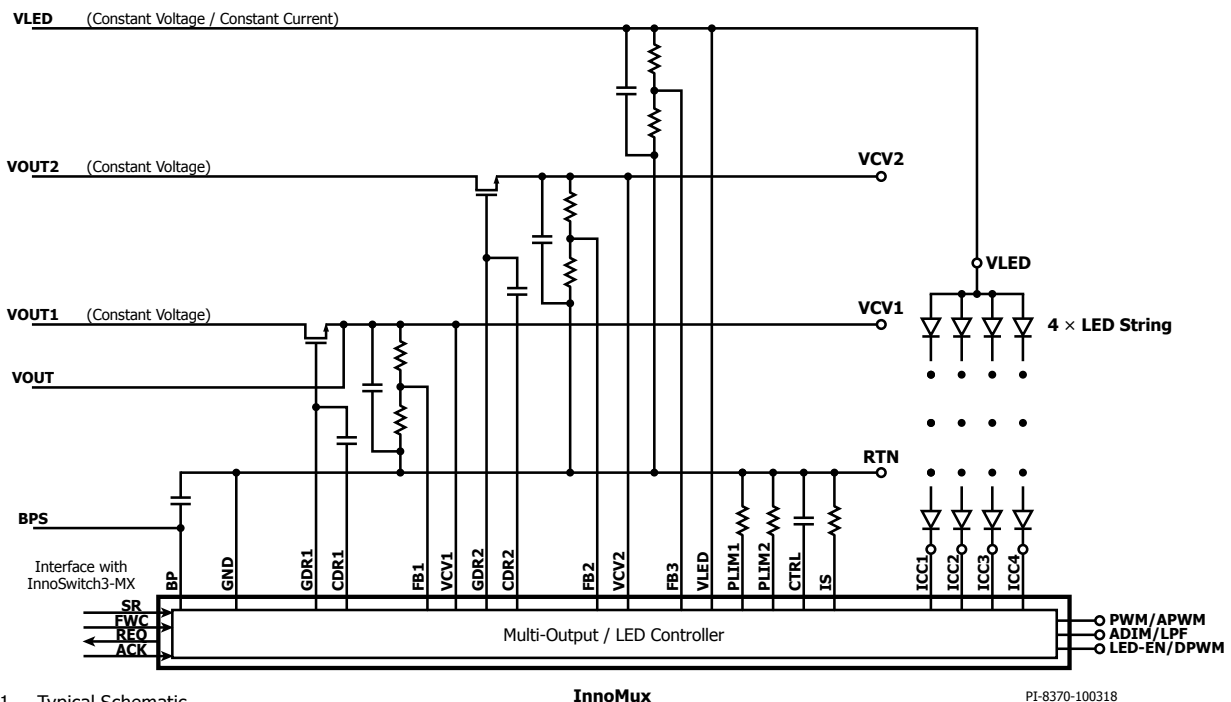 VLED (Constant Voltage / Constant Current)
VOUT2 (Constant Voltage)
VCV2
VLED
VOUT1 (Constant Voltage)
VCV1
4 × LED String
VOUT
RTN
BPS
Interface with
InnoSwitch3-MX
BP
GND
GDR1
CDR1
FB1
VCV1
GDR2
CDR2
FB2
VCV2
FB3
VLED
PLIM1
PLIM2
CTRL
IS
ICC1
ICC2
ICC3
ICC4
SR
FWC
REQ
ACK
Multi-Output / LED Controller
PWM/APWM
ADIM/LPF
LED-EN/DPWM
1 Typical Schematic
InnoMux
PI-8370-100318